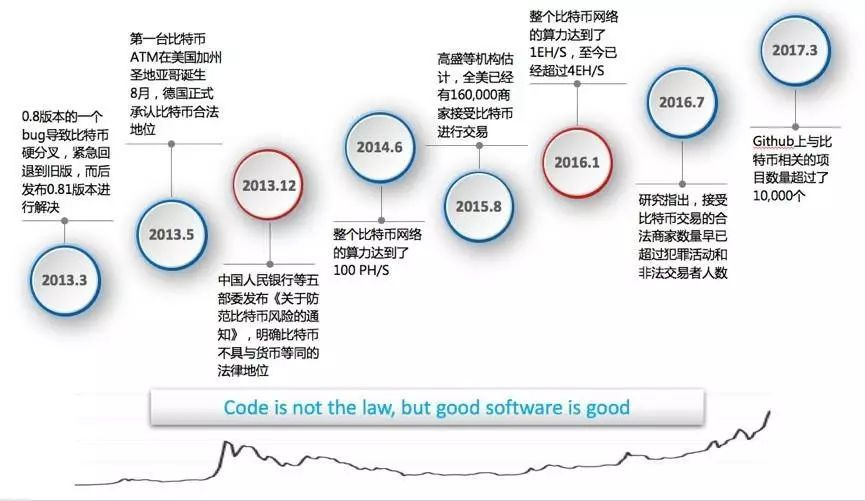 0.8版本的一个
bug导致比特币
硬分叉，紧急回
退到旧版，而后
发布0.81版本进
行解决
2013.3
第一台比特币
ATM在美国加州
圣地亚哥诞生
8月，德国正式
承认比特币合法
地位
2013.5
2013.12
中国人民银行等五
部委发布《关于防
范比特币风险的通
知》，明确比特币
不具与货币等同的
法律地位
2014.6
整个比特币网络
的算力达到了
100 PH/S
高盛等机构估
计，全美已经
有160,000商
家接受比特币
进行交易
2015.8
整个比特币网络
的算力达到了
1EH/S，至今已
经超过4EH/S
2016.1
2016.7
研究指出，接受
比特币交易的合
法商家数量早已
超过犯罪活动和
非法交易者人数
2017.3
Github上与比
特币相关的项
目数量超过了
10,000个
Code is not the law, but good software is good